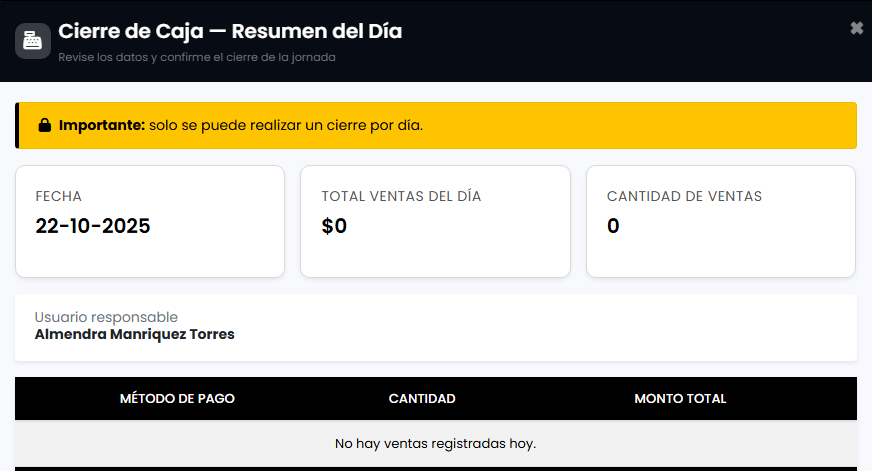 Cierre de Caja — Resumen del Día
Revise los datos y confirme el cierre de la jornada
Importante: solo se puede realizar un cierre por día.
FECHA
22-10-2025
TOTAL VENTAS DEL DÍA
$0
CANTIDAD DE VENTAS
0
Usuario responsable
Almendra Manriquez Torres
MÉTODO DE PAGO CANTIDAD MONTO TOTAL
No hay ventas registradas hoy.